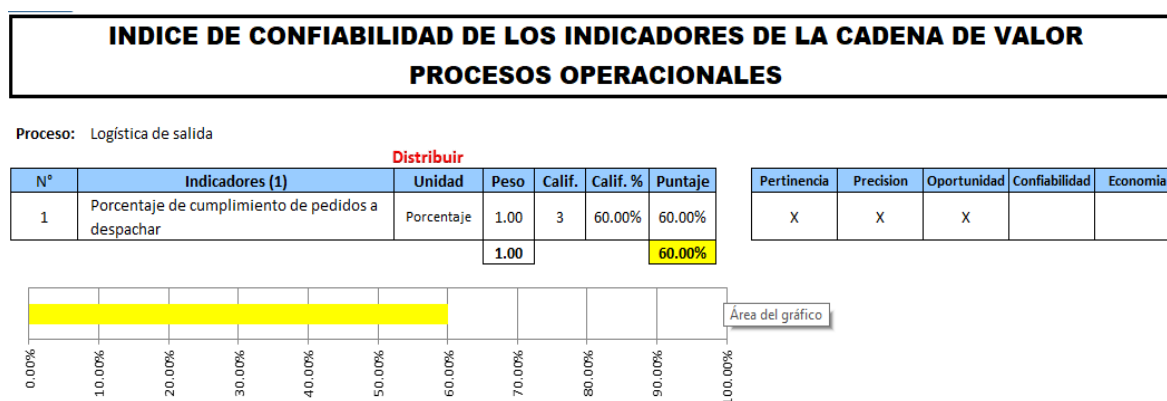 INDICE DE CONFIABILIDAD DE LOS INDICADORES DE LA CADENA DE VALOR
PROCESOS OPERACIONALES
Proceso: Logística de salida
Distribuir
N° Indicadores (1) Unidad Peso Calif. Calif. % Puntaje Pertinencia Precision Oportunidad Confiabilidad Economia
1 Porcentaje de cumplimiento de pedidos a despachar Porcentaje 1.00 3 60.00% 60.00% X X X
1.00 60.00%
Área del gráfico
0.00% 10.00% 20.00% 30.00% 40.00% 50.00% 60.00% 70.00% 80.00% 90.00% 100.00%